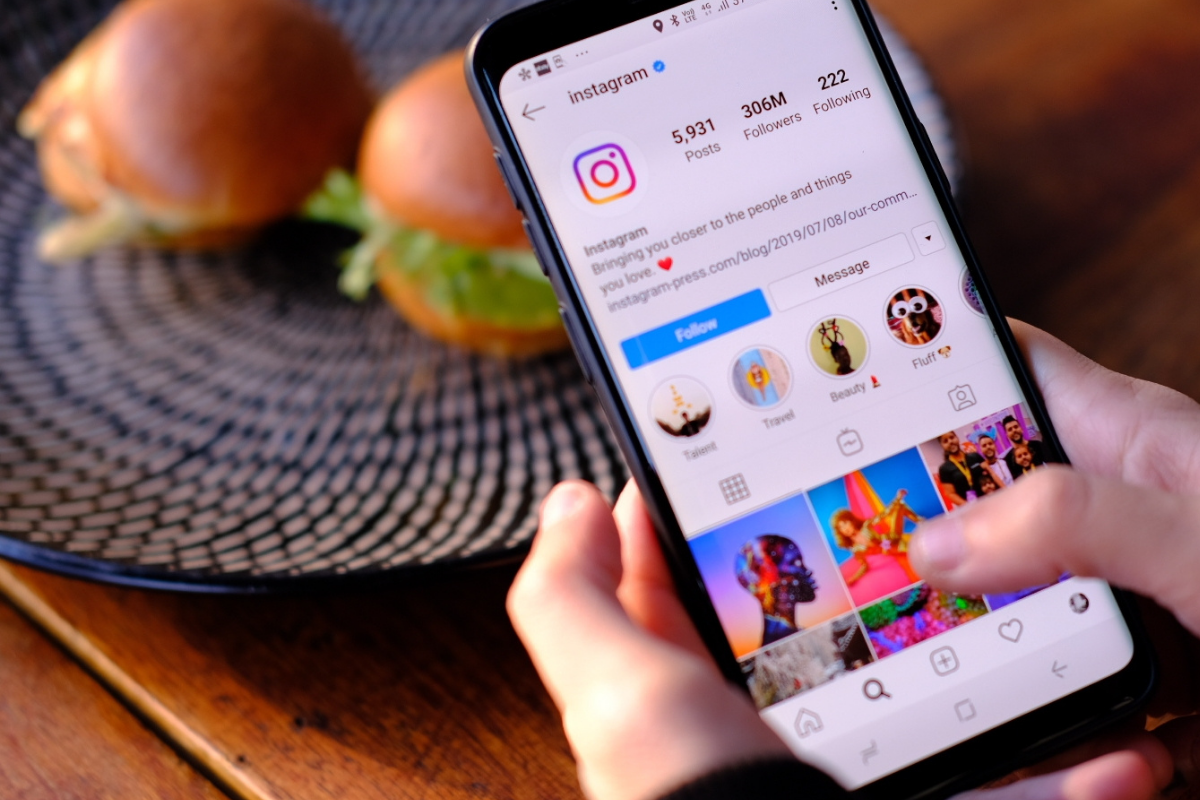 instagram
5,931 306M 222
Posts Followers Following
Instagram
Bringing you closer to the people and things
you love. ❤️
instagram-press.com/blog/2019/07/08/our-comm...
Follow Message
Talent Travel Beauty 💄 Fluff 🐶